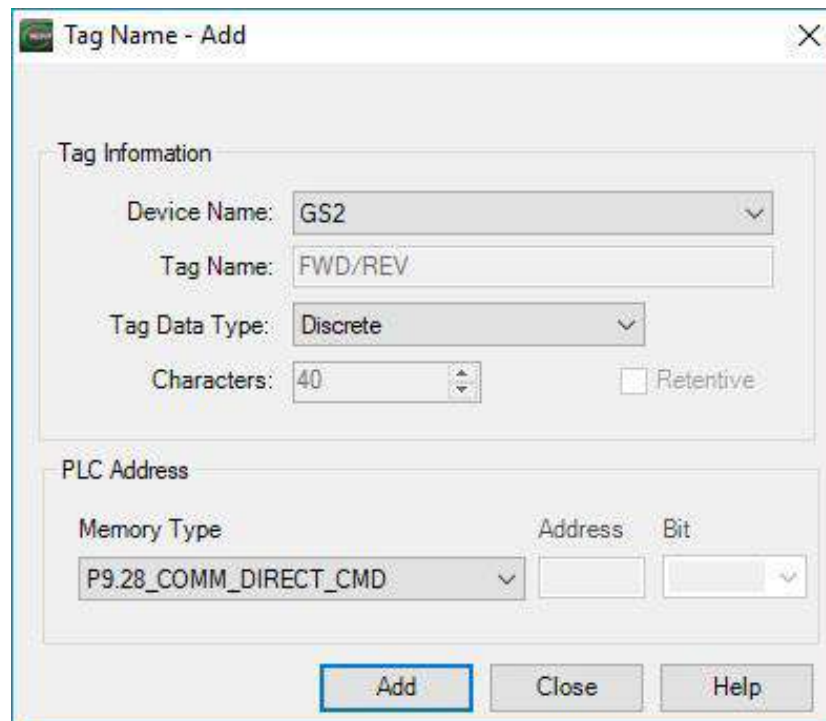 Tag Name - Add
Tag Information
Device Name: GS2
Tag Name: FWD/REV
Tag Data Type: Discrete
Characters: 40 Retentive
PLC Address
Memory Type Address Bit
P9.28_COMM_DIRECT_CMD
Add Close Help